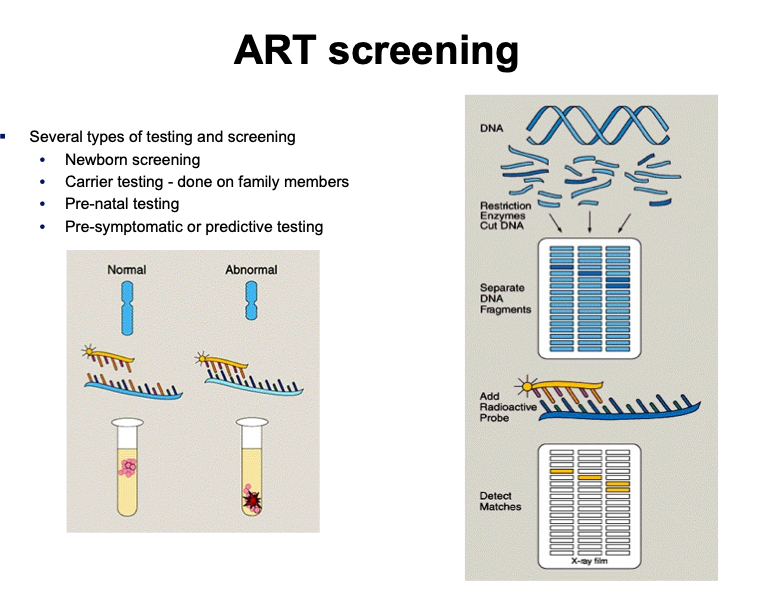 ART screening
Several types of testing and screening
Newborn screening
Carrier testing - done on family members
Pre-natal testing
Pre-symptomatic or predictive testing
Normal
Abnormal
DNA
Restriction
Enzymes
Cut DNA
Separate
DNA
Fragments
Add
Radioactive
Probe
Detect
Matches
X-ray film